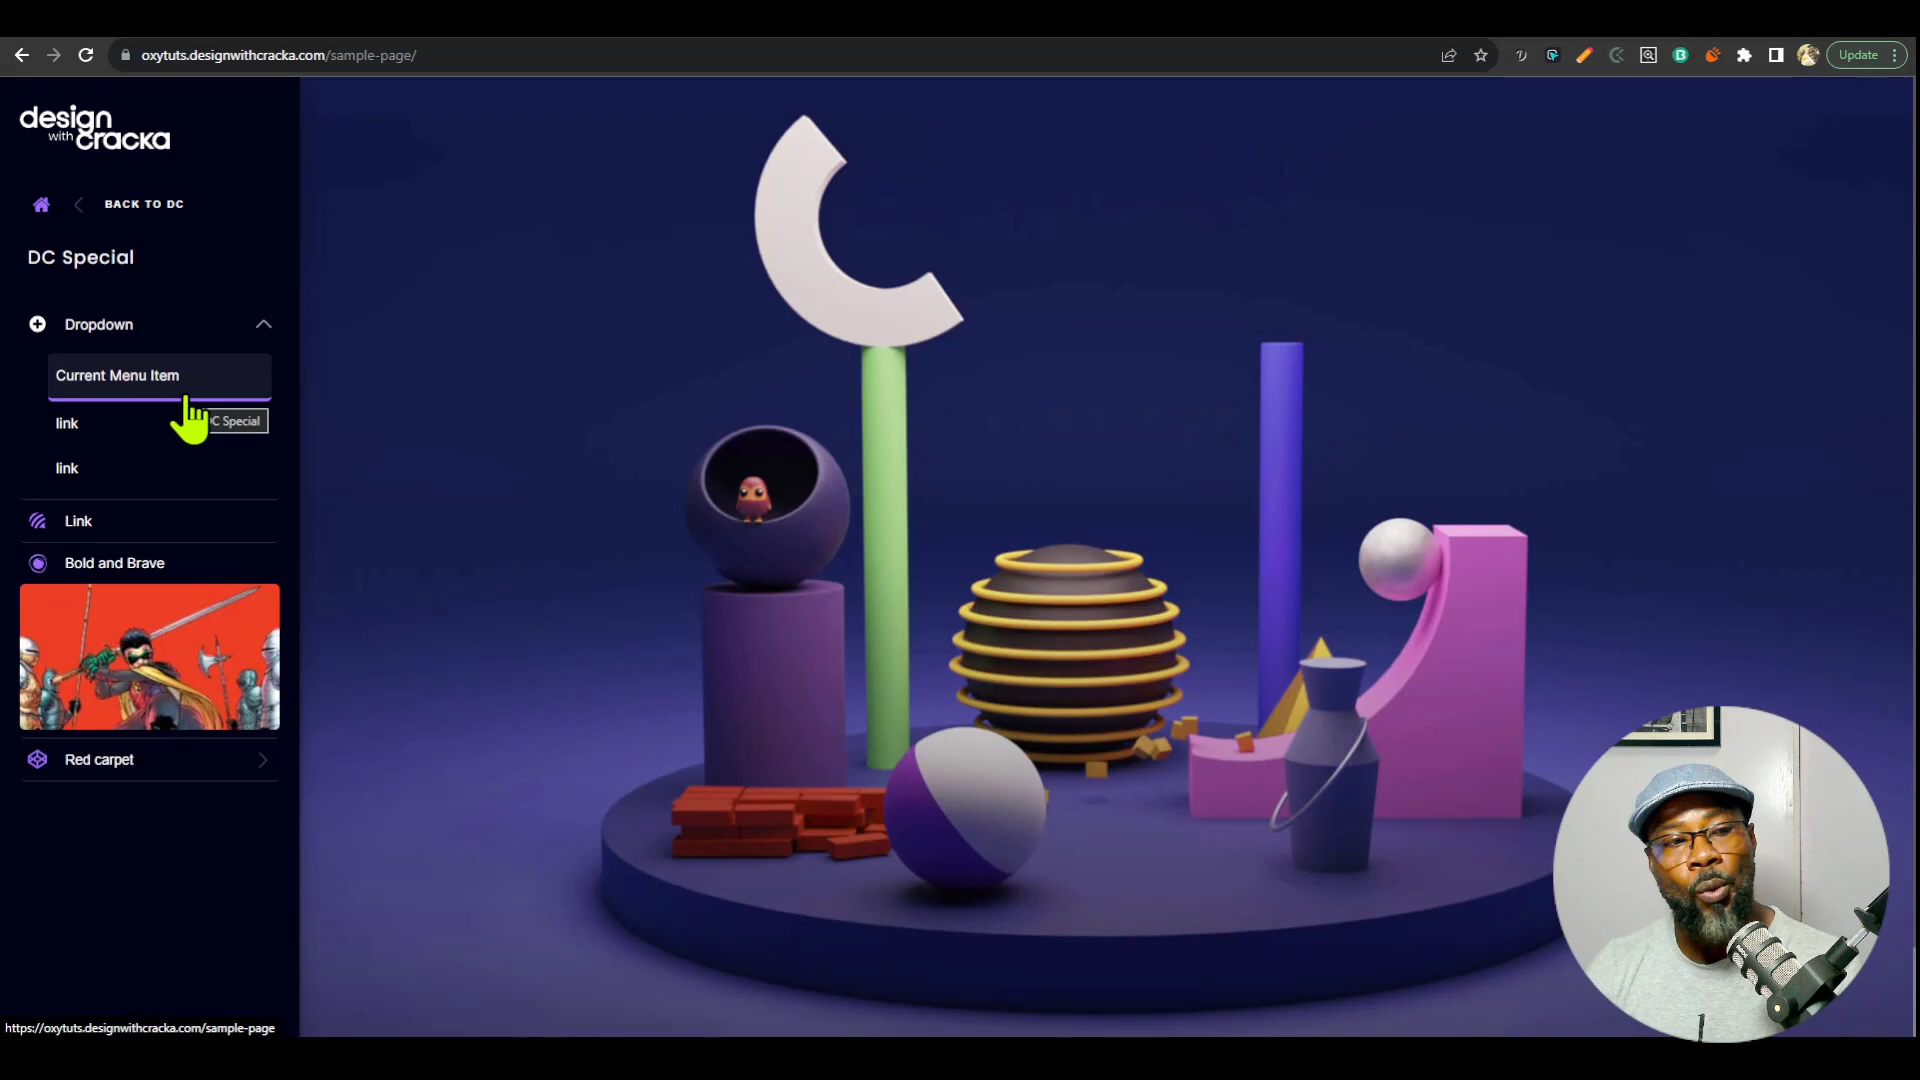 oxytuts.designwithcracka.com/sample-page/
Update
design
with cracka
BACK TO DC
DC Special
Dropdown
Current Menu Item
link
C Special
link
Link
Bold and Brave
Red carpet
https://oxytuts.designwithcracka.com/sample-page